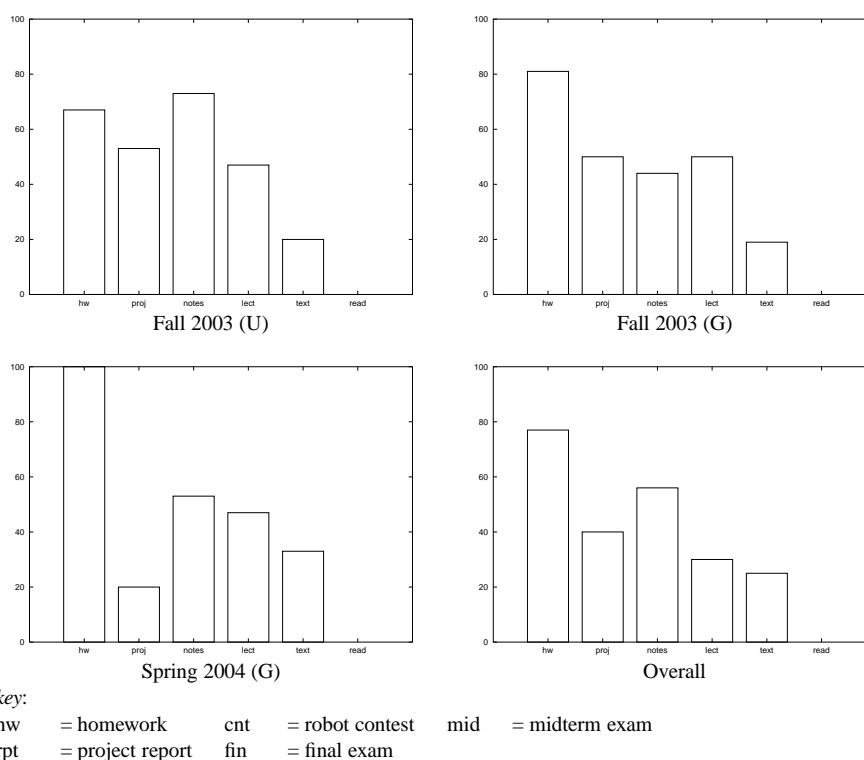 100
80
60
40
20
0
hw proj notes lect text read
Fall 2003 (U)
100
80
60
40
20
0
hw proj notes lect text read
Fall 2003 (G)
100
80
60
40
20
0
hw proj notes lect text read
Spring 2004 (G)
100
80
60
40
20
0
hw proj notes lect text read
Overall
key:
hw = homework cnt = robot contest mid = midterm exam
rpt = project report fin = final exam